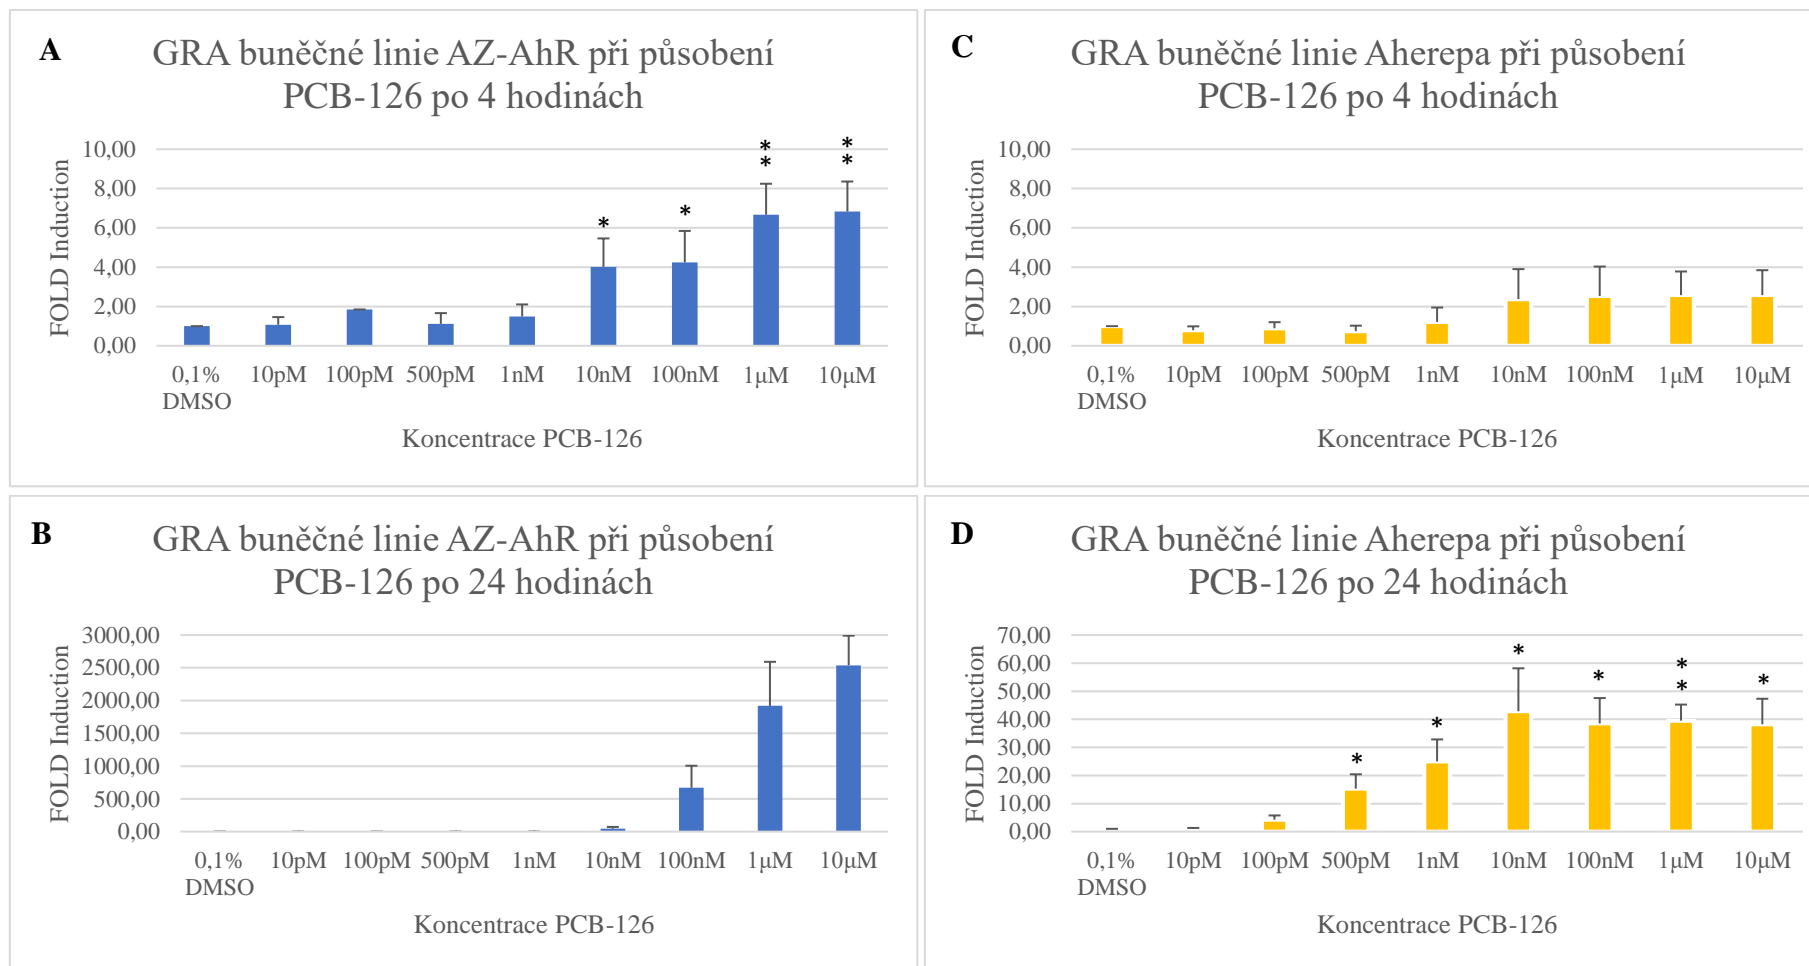 A
GRA buněčné linie AZ-AhR při působení
PCB-126 po 4 hodinách
FOLD Induction
10,00
8,00
6,00
4,00
2,00
0,00
* * ** **
0,1% DMSO
10pM
100pM
500pM
1nM
10nM
100nM
1μM
10μM
Koncentrace PCB-126
C
GRA buněčné linie Aherepa při působení
PCB-126 po 4 hodinách
FOLD Induction
10,00
8,00
6,00
4,00
2,00
0,00
0,1% DMSO
10pM
100pM
500pM
1nM
10nM
100nM
1μM
10μM
Koncentrace PCB-126
B
GRA buněčné linie AZ-AhR při působení
PCB-126 po 24 hodinách
FOLD Induction
3000,00
2500,00
2000,00
1500,00
1000,00
500,00
0,00
0,1% DMSO
10pM
100pM
500pM
1nM
10nM
100nM
1μM
10μM
Koncentrace PCB-126
D
GRA buněčné linie Aherepa při působení
PCB-126 po 24 hodinách
FOLD Induction
70,00
60,00
50,00
40,00
30,00
20,00
10,00
0,00
* * * * ** *
0,1% DMSO
10pM
100pM
500pM
1nM
10nM
100nM
1μM
10μM
Koncentrace PCB-126